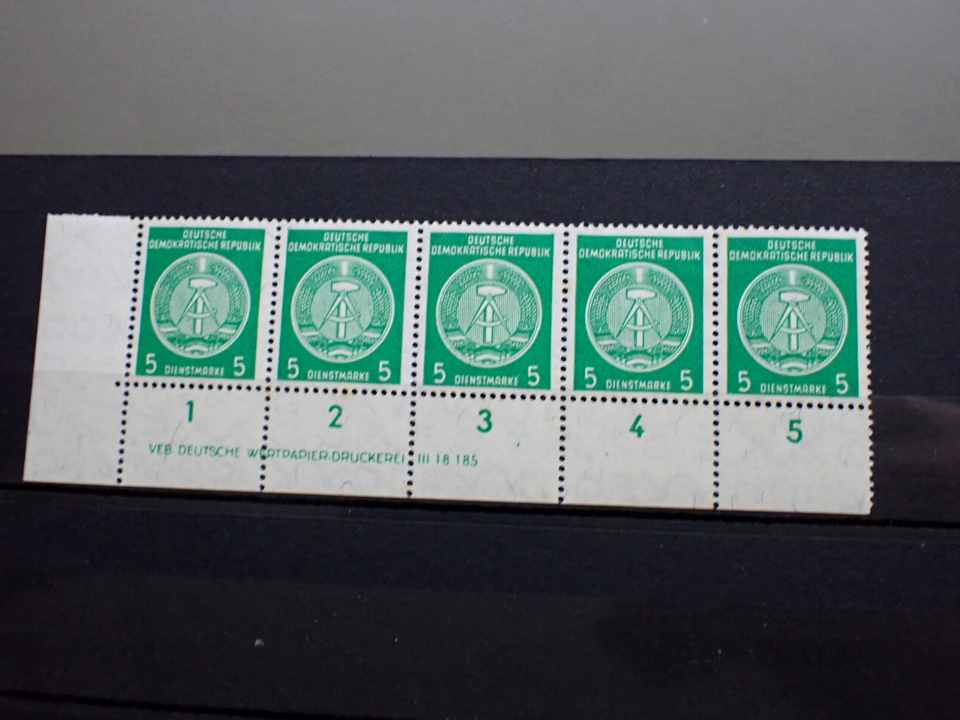 DEUTSCHE
DEMOKRATISCHE REPUBLIK
5 5
DIENSTMARKE
DEUTSCHE
DEMOKRATISCHE REPUBLIK
5 5
DIENSTMARKE
DEUTSCHE
DEMOKRATISCHE REPUBLIK
5 5
DIENSTMARKE
DEUTSCHE
DEMOKRATISCHE REPUBLIK
5 5
DIENSTMARKE
DEUTSCHE
DEMOKRATISCHE REPUBLIK
5 5
DIENSTMARKE
1 2 3 4 5
VEB DEUTSCHE WERTPAPIER-DRUCKEREI III 18 185